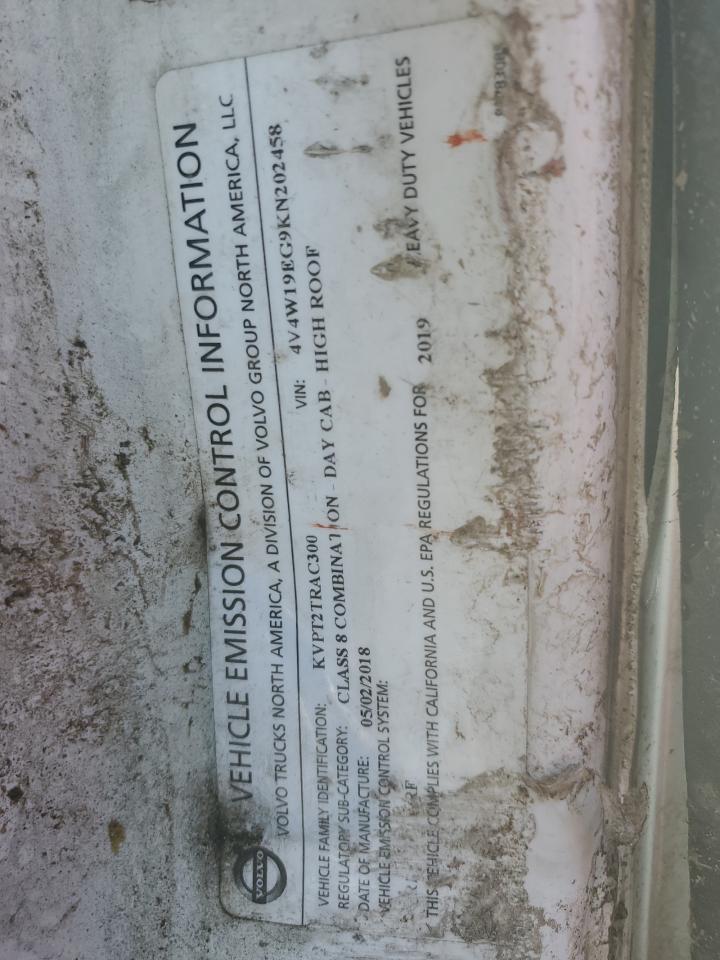 VOLVO
VEHICLE EMISSION CONTROL INFORMATION
VOLVO TRUCKS NORTH AMERICA, A DIVISION OF VOLVO GROUP NORTH AMERICA, LLC
VEHICLE FAMILY IDENTIFICATION: KVPT2TRAC300 VIN: 4V4W19EG9KN202458
REGULATORY SUB-CATEGORY: CLASS 8 COMBINATION - DAY CAB - HIGH ROOF
DATE OF MANUFACTURE: 05/02/2018
VEHICLE EMISSION CONTROL SYSTEM:
THIS VEHICLE COMPLIES WITH CALIFORNIA AND U.S. EPA REGULATIONS FOR 2019 HEAVY DUTY VEHICLES